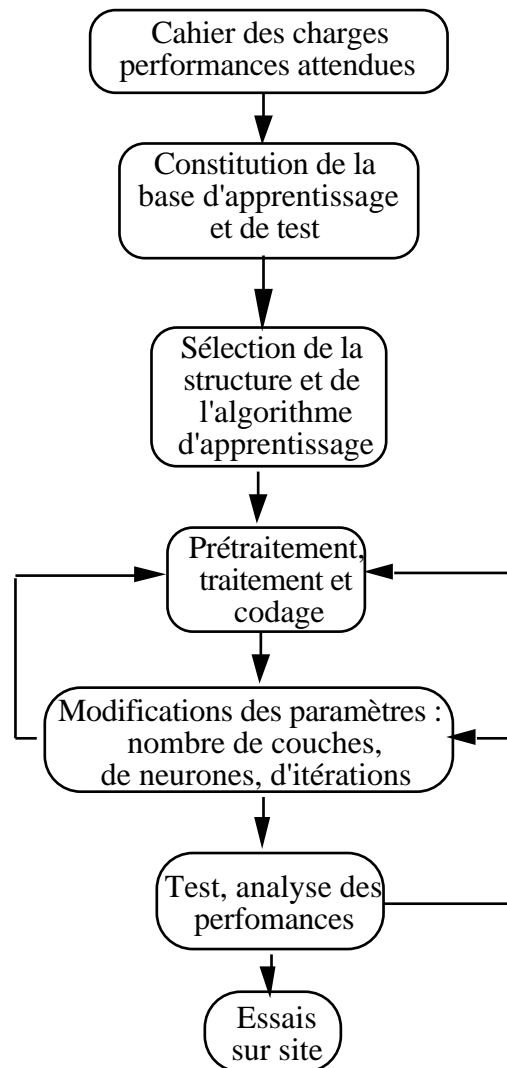 Cahier des charges
performances attendues
Constitution de la
base d'apprentissage
et de test
Sélection de la
structure et de
l'algorithme
d'apprentissage
Prétraitement,
traitement et
codage
Modifications des paramètres :
nombre de couches,
de neurones, d'itérations
Test, analyse des
perfomances
Essais
sur site